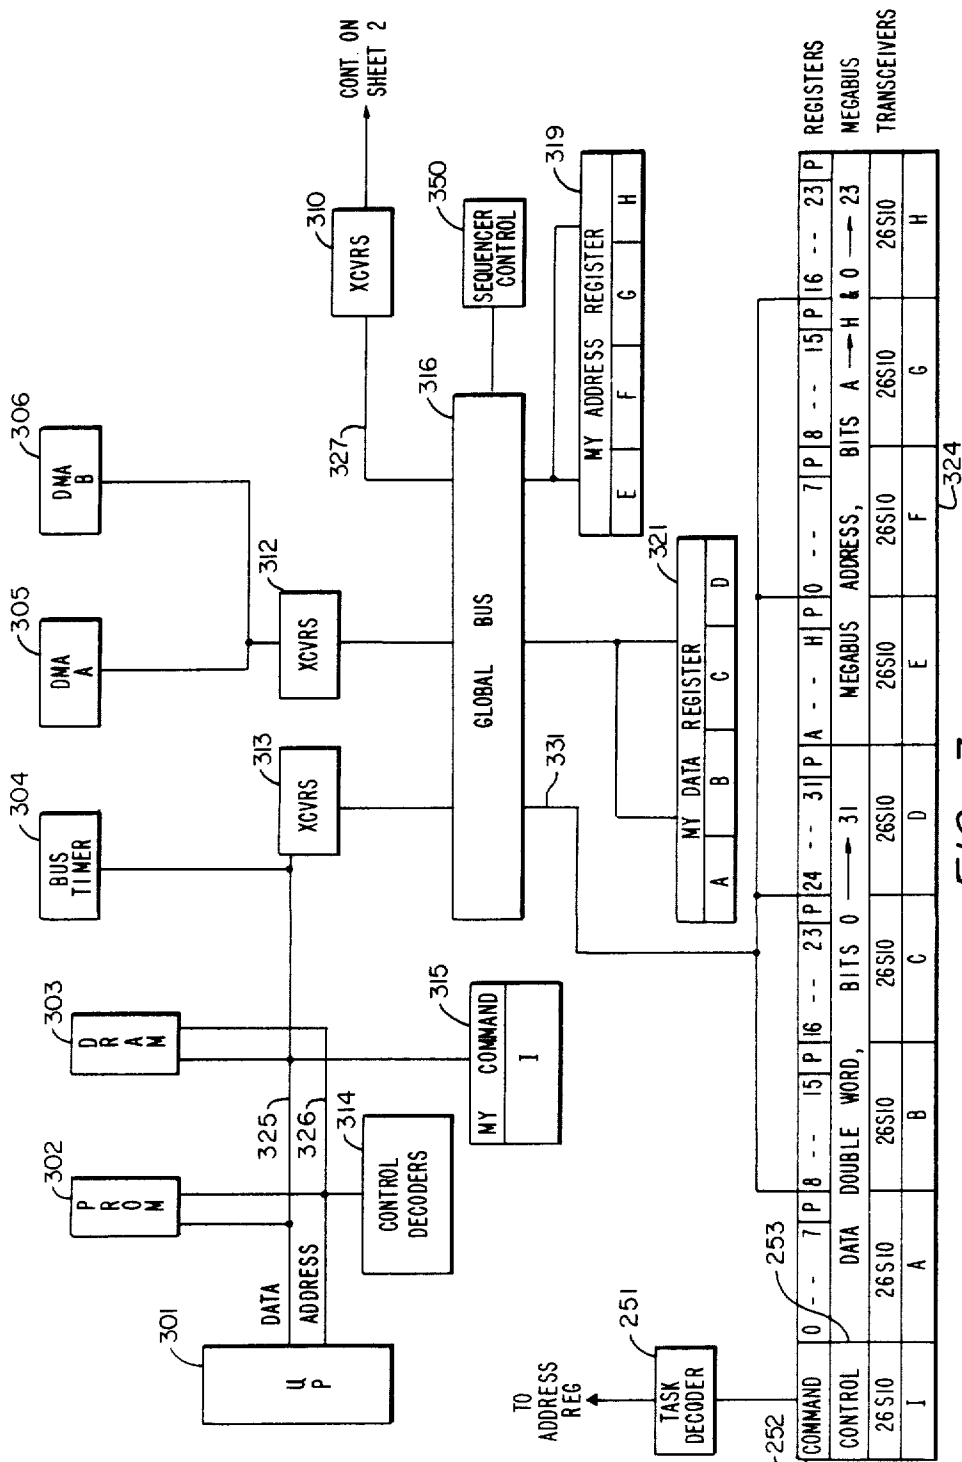 301
μP
DATA
ADDRESS
302
PROM
325
326
314
CONTROL
DECODERS
303
DRAM
315
MY COMMAND
I
304
BUS
TIMER
313
XCVRS
305
DMA
A
306
DMA
B
312
XCVRS
327
316
GLOBAL BUS
331
310
XCVRS
CONT. ON
SHEET 2
350
SEQUENCER
CONTROL
319
MY ADDRESS REGISTER
E F G H
321
MY DATA REGISTER
A B C D
TO
ADDRESS
REG
251
TASK
DECODER
252
253
COMMAND 0 -- 7 P 8 -- 15 P 16 -- 23 P 24 -- 31 P A -- H P 0 -- 7 P 8 -- 15 P 16 -- 23 P REGISTERS
CONTROL DATA DOUBLE WORD, BITS 0 → 31 MEGABUS ADDRESS, BITS A → H & 0 → 23 MEGABUS
26S10 26S10 26S10 26S10 26S10 26S10 26S10 26S10 26S10 TRANSCEIVERS
I A B C D E F G H
324